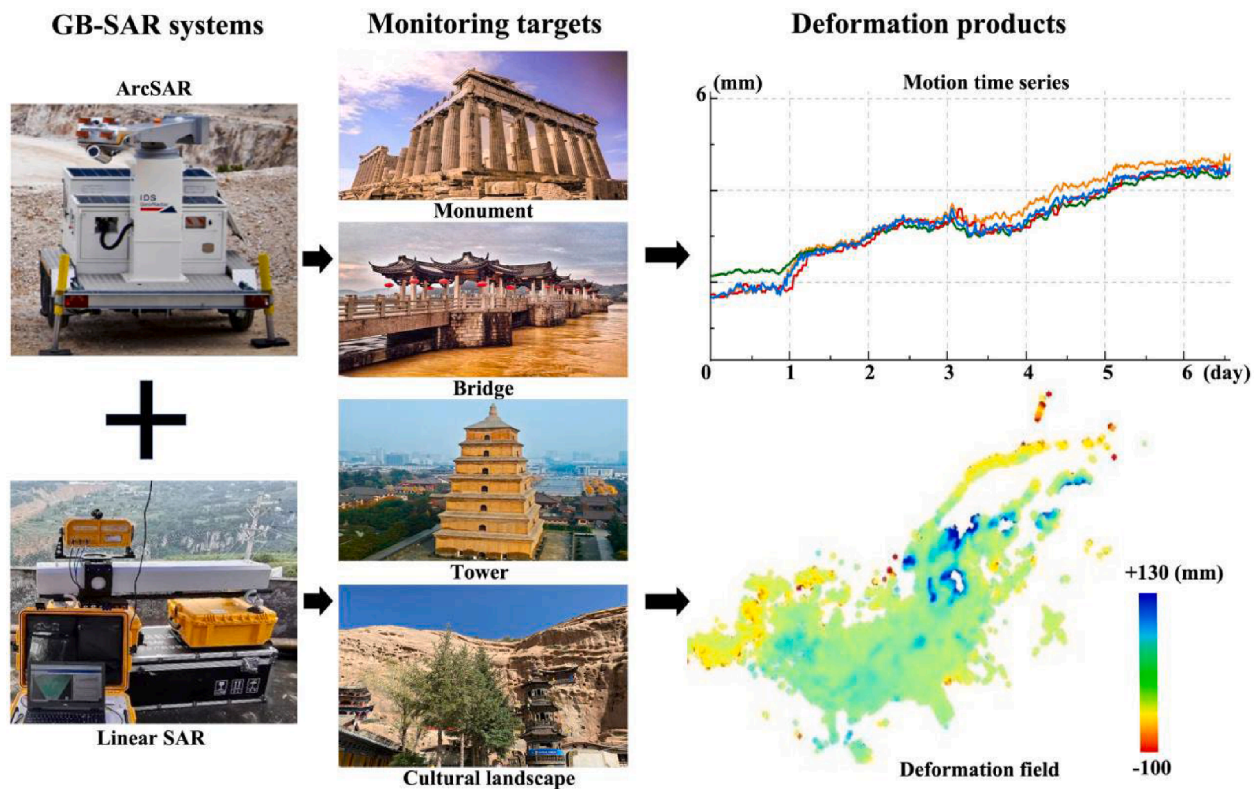 GB-SAR systems
Monitoring targets
Deformation products
ArcSAR
IDS
Linear SAR
Monument
Bridge
Tower
Cultural landscape
6 (mm)
Motion time series
0 1 2 3 4 5 6 (day)
+130 (mm)
-100
Deformation field